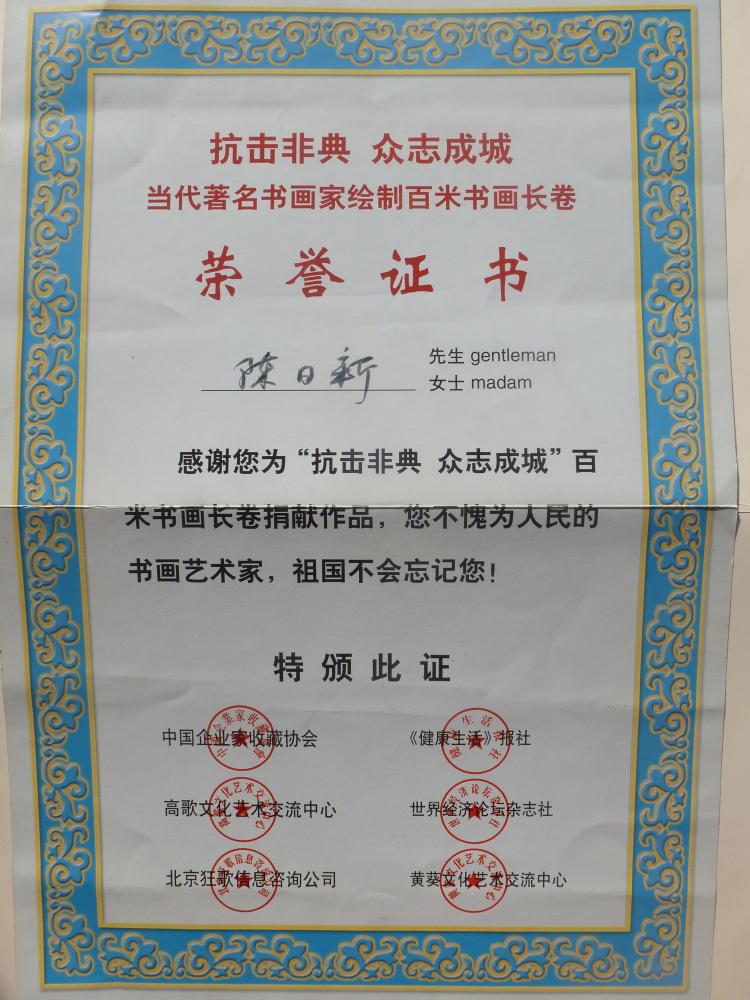 抗击非典 众志成城
当代著名书画家绘制百米书画长卷
荣誉证书
陈日新 先生 gentleman
女士 madam
感谢您为“抗击非典 众志成城”百
米书画长卷捐献作品，您不愧为人民的
书画艺术家，祖国不会忘记您！
特颁此证
中国企业家收藏协会 《健康生活》报社
高歌文化艺术交流中心 世界经济论坛杂志社
北京狂歌信息咨询公司 黄葵文化艺术交流中心